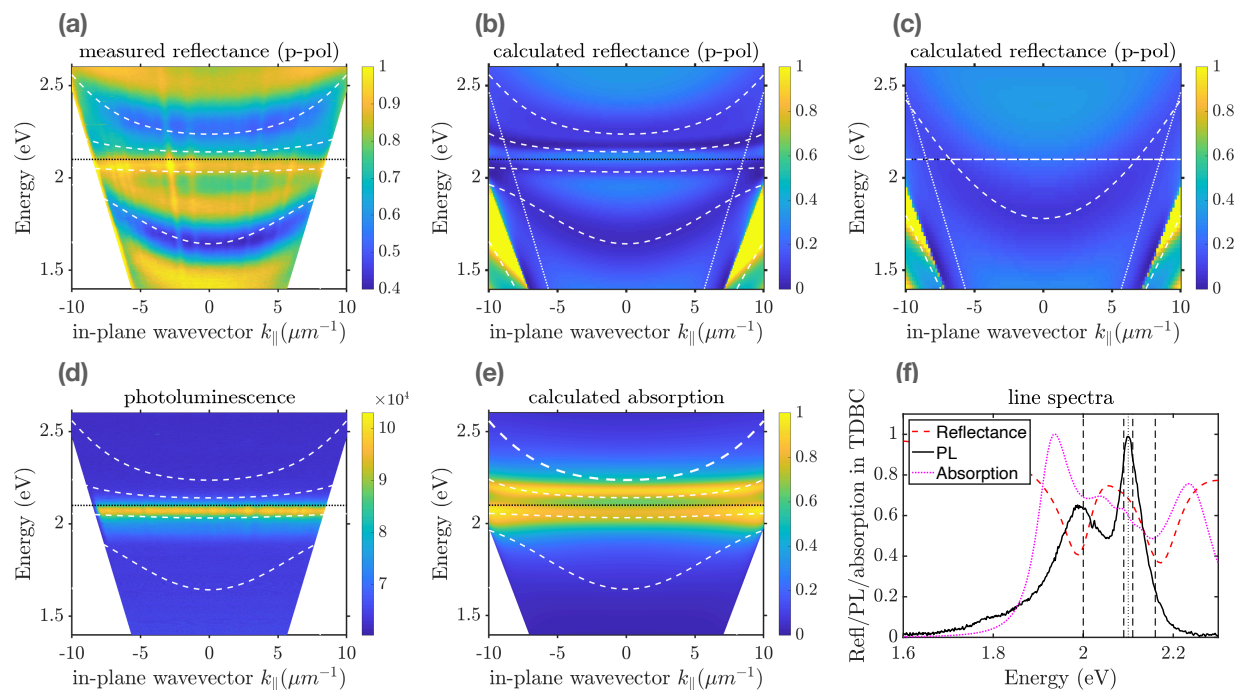 (a)
measured reflectance (p-pol)
Energy (eV)
2.5
2
1.5
-10 -5 0 5 10
in-plane wavevector k∥(μm⁻¹)
1
0.9
0.8
0.7
0.6
0.5
0.4
(b)
calculated reflectance (p-pol)
Energy (eV)
2.5
2
1.5
-10 -5 0 5 10
in-plane wavevector k∥(μm⁻¹)
1
0.8
0.6
0.4
0.2
0
(c)
calculated reflectance (p-pol)
Energy (eV)
2.5
2
1.5
-10 -5 0 5 10
in-plane wavevector k∥(μm⁻¹)
1
0.8
0.6
0.4
0.2
0
(d)
photoluminescence
×10⁴
Energy (eV)
2.5
2
1.5
-10 -5 0 5 10
in-plane wavevector k∥(μm⁻¹)
10
9
8
7
(e)
calculated absorption
Energy (eV)
2.5
2
1.5
-10 -5 0 5 10
in-plane wavevector k∥(μm⁻¹)
1
0.8
0.6
0.4
0.2
0
(f)
line spectra
Refl/PL/absorption in TDBC
1
0.8
0.6
0.4
0.2
0
Reflectance
PL
Absorption
1.6 1.8 2 2.2
Energy (eV)